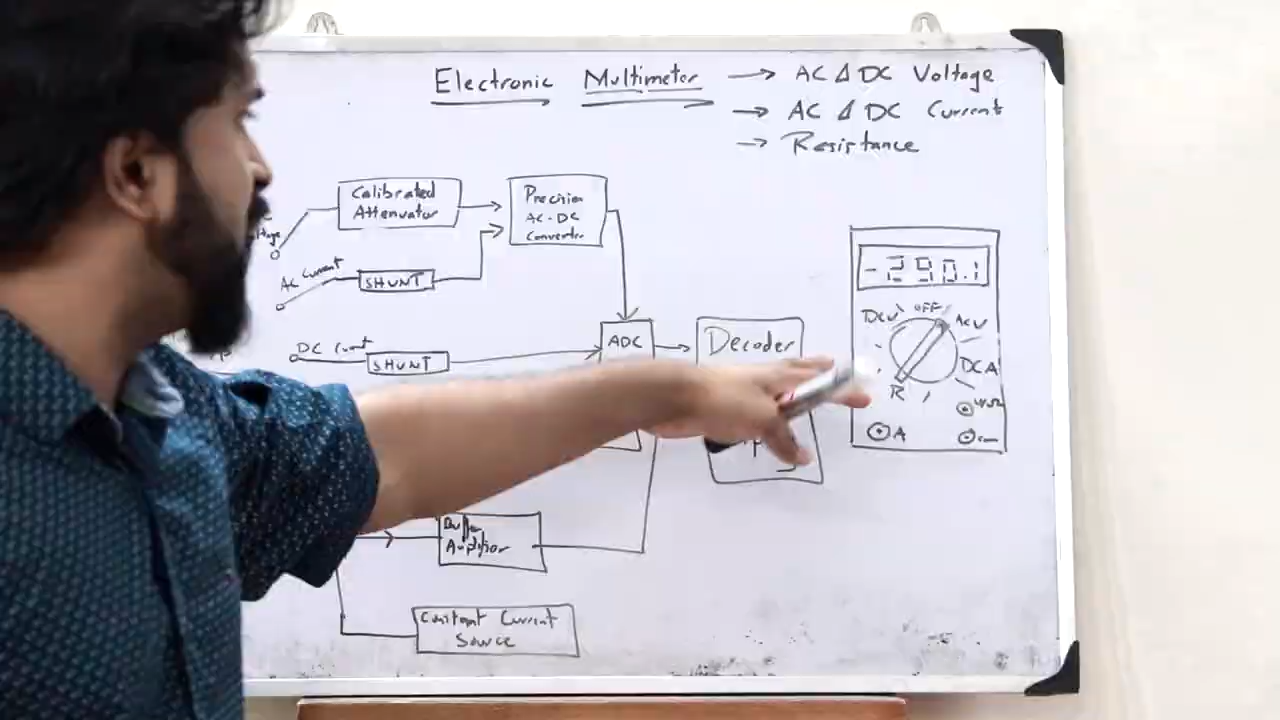 Electronic Multimeter → AC & DC Voltage
→ AC & DC Current
→ Resistance
Calibrated
Attenuator
Precision
AC-DC
Converter
AC Current
SHUNT
DC Current
SHUNT
ADC
Decoder
Buffer
Amplifier
Constant Current
Source
-290.1
DCV OFF ACV
DCA
R
A
com